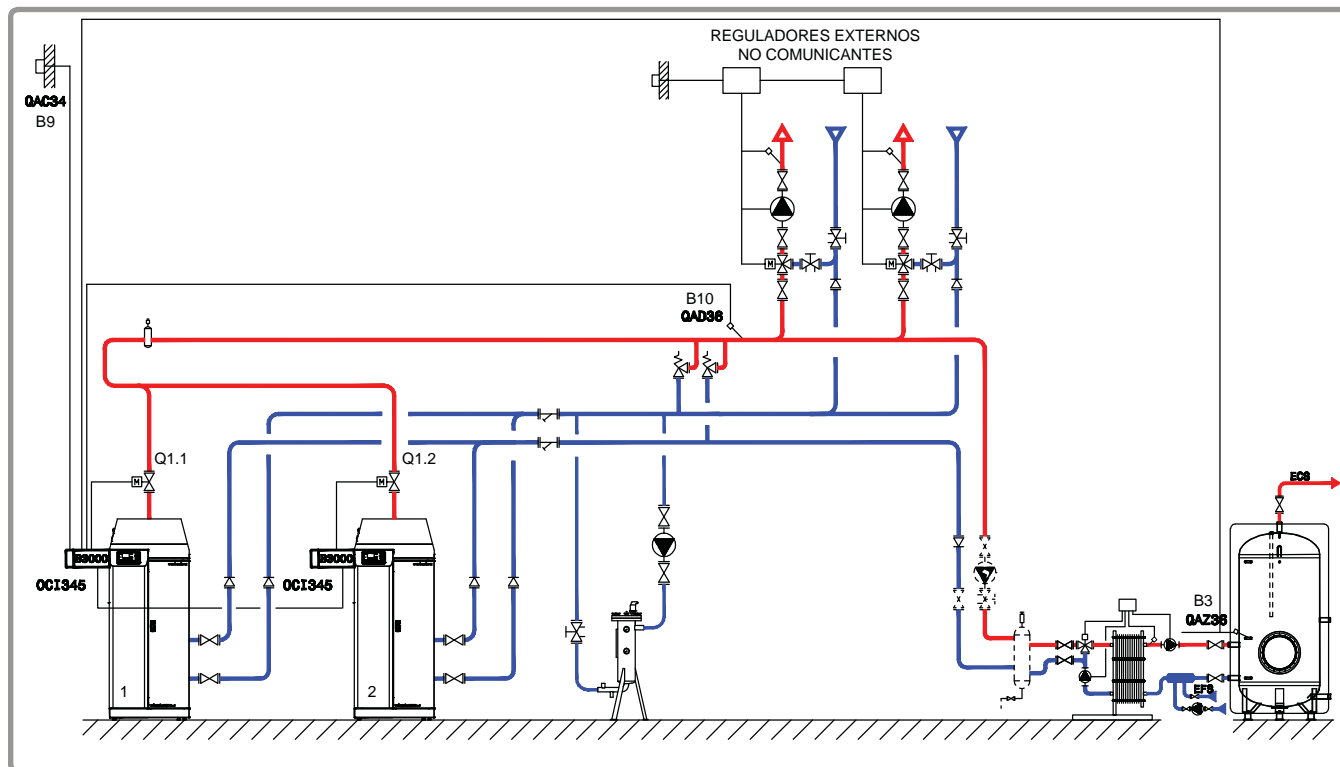 REGULADORES EXTERNOS
NO COMUNICANTES
QAC34
B9
M
M
B10
QAD36
Q1.1
Q1.2
M
M
ECS
B3000
B3000
OCI345
OCI345
B3
QAZ36
EFS
1
2